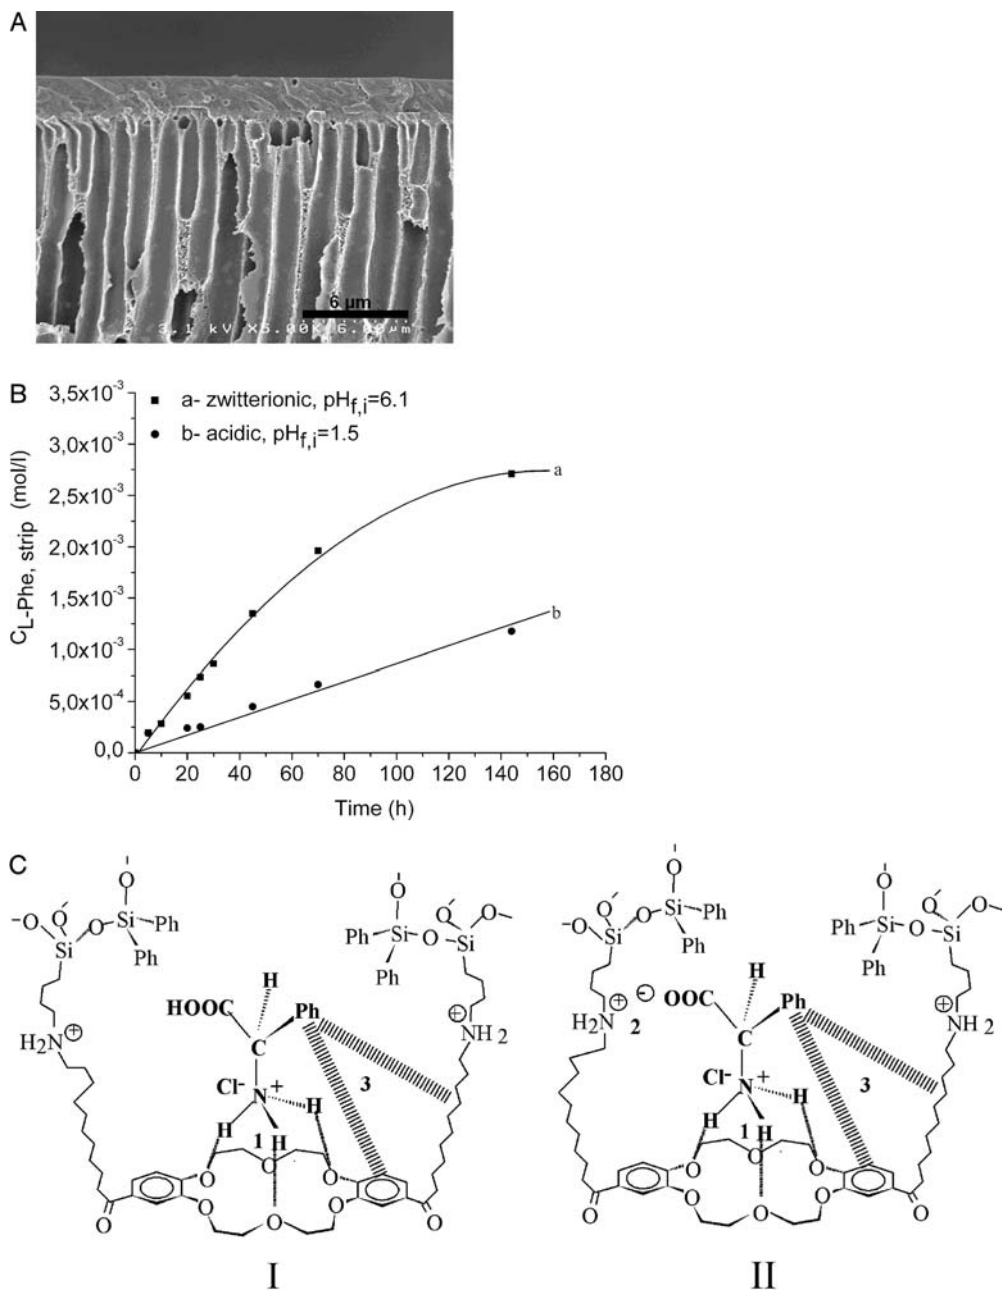 A
6 µm
3.1 kV X5.00K 6.00µm
B
3,5x10⁻³
3,0x10⁻³
2,5x10⁻³
2,0x10⁻³
1,5x10⁻³
1,0x10⁻³
5,0x10⁻⁴
0,0
C L-Phe, strip (mol/l)
a- zwitterionic, pH f,i=6.1
b- acidic, pH f,i=1.5
a
b
0 20 40 60 80 100 120 140 160 180
Time (h)
C
O O
−O O Si Ph O Si Ph
Si O Ph Ph Si O Si O O
H₂N⊕ HOOC H Ph ⊕NH 2
C
Cl⁻ N⁺ 3
H 1 H H
O O O
O O O
O O
I
O O
−O O Si Ph O Si Ph
Si O Ph Ph Si O Si O O
H₂N⊕ 2 ⊖ OOC H Ph ⊕NH 2
C
Cl⁻ N⁺ 3
H 1 H H
O O O
O O O
O O
II